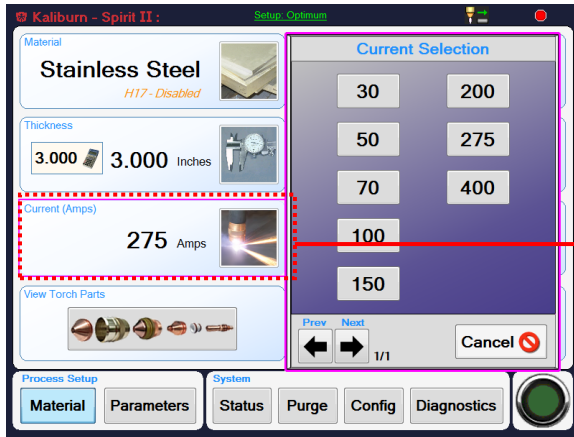 Kaliburn - Spirit II :
Setup: Optimum
Material
Stainless Steel
H17 - Disabled
Thickness
3.000
3.000 Inches
Current (Amps)
275 Amps
View Torch Parts
Current Selection
30 200
50 275
70 400
100
150
Prev Next
1/1
Cancel
Process Setup
Material Parameters
System
Status Purge Config Diagnostics